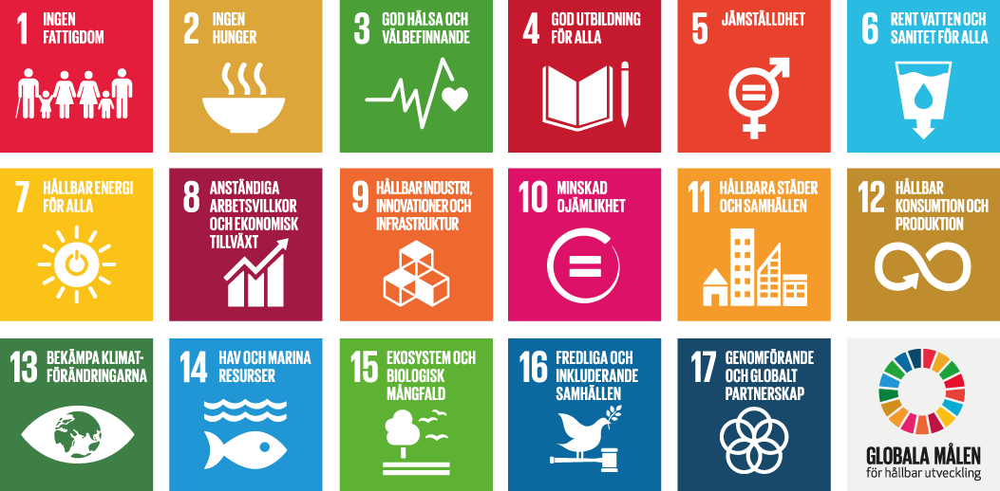 1 INGEN
FATTIGDOM
2 INGEN
HUNGER
3 GOD HÄLSA OCH
VÄLBEFINNANDE
4 GOD UTBILDNING
FÖR ALLA
5 JÄMSTÄLLDHET
6 RENT VATTEN OCH
SANITET FÖR ALLA
7 HÅLLBAR ENERGI
FÖR ALLA
8 ANSTÄNDIGA
ARBETSVILLKOR
OCH EKONOMISK
TILLVÄXT
9 HÅLLBAR INDUSTRI,
INNOVATIONER OCH
INFRASTRUKTUR
10 MINSKAD
OJÄMLIKHET
11 HÅLLBARA STÄDER
OCH SAMHÄLLEN
12 HÅLLBAR
KONSUMTION OCH
PRODUKTION
13 BEKÄMPA KLIMAT-
FÖRÄNDRINGARNA
14 HAV OCH MARINA
RESURSER
15 EKOSYSTEM OCH
BIOLOGISK
MÅNGFALD
16 FREDLIGA OCH
INKLUDERANDE
SAMHÄLLEN
17 GENOMFÖRANDE
OCH GLOBALT
PARTNERSKAP
GLOBALA MÅLEN
för hållbar utveckling